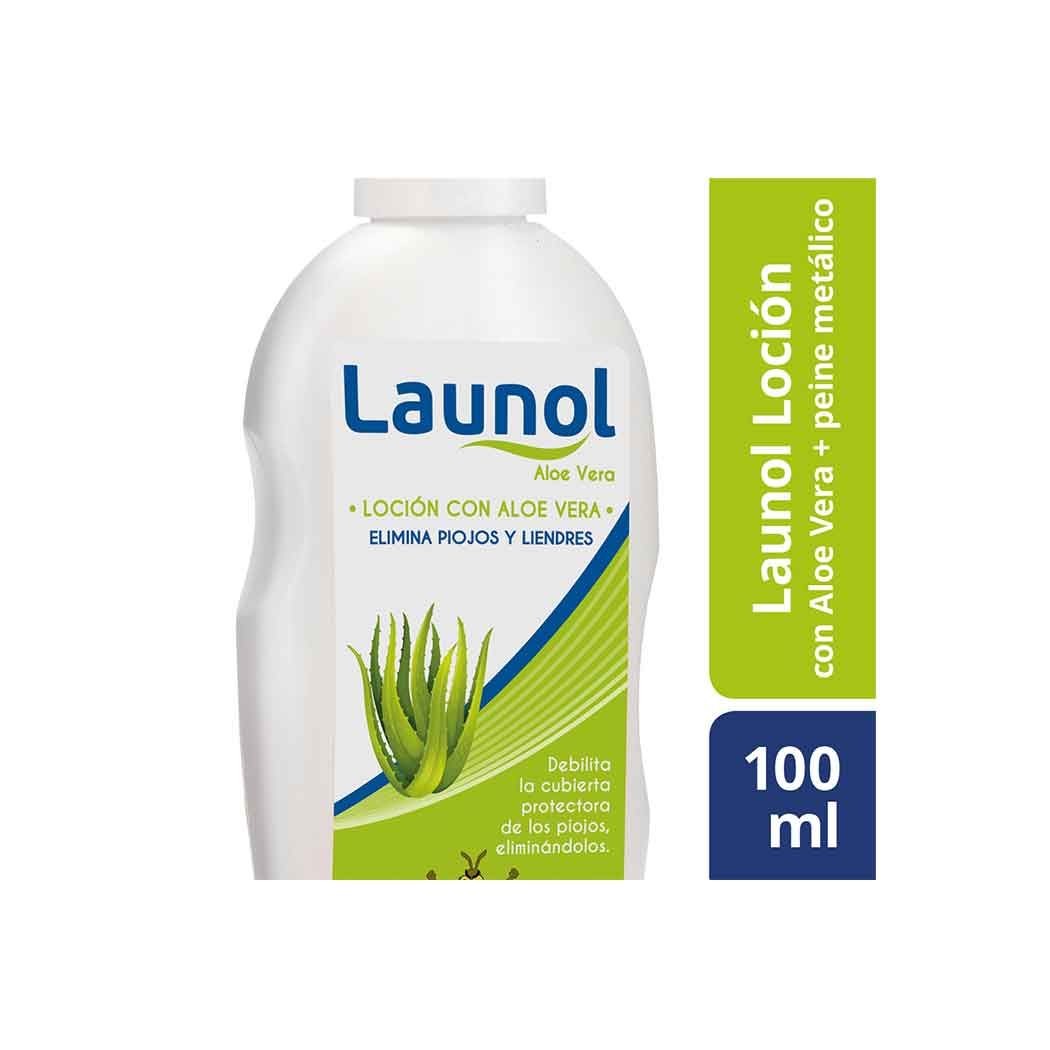 Launol
Aloe Vera
• LOCIÓN CON ALOE VERA •
ELIMINA PIOJOS Y LIENDRES
Debilita
la cubierta
protectora
de los piojos,
eliminándolos.
Launol Loción
con Aloe Vera + peine metálico
100
ml